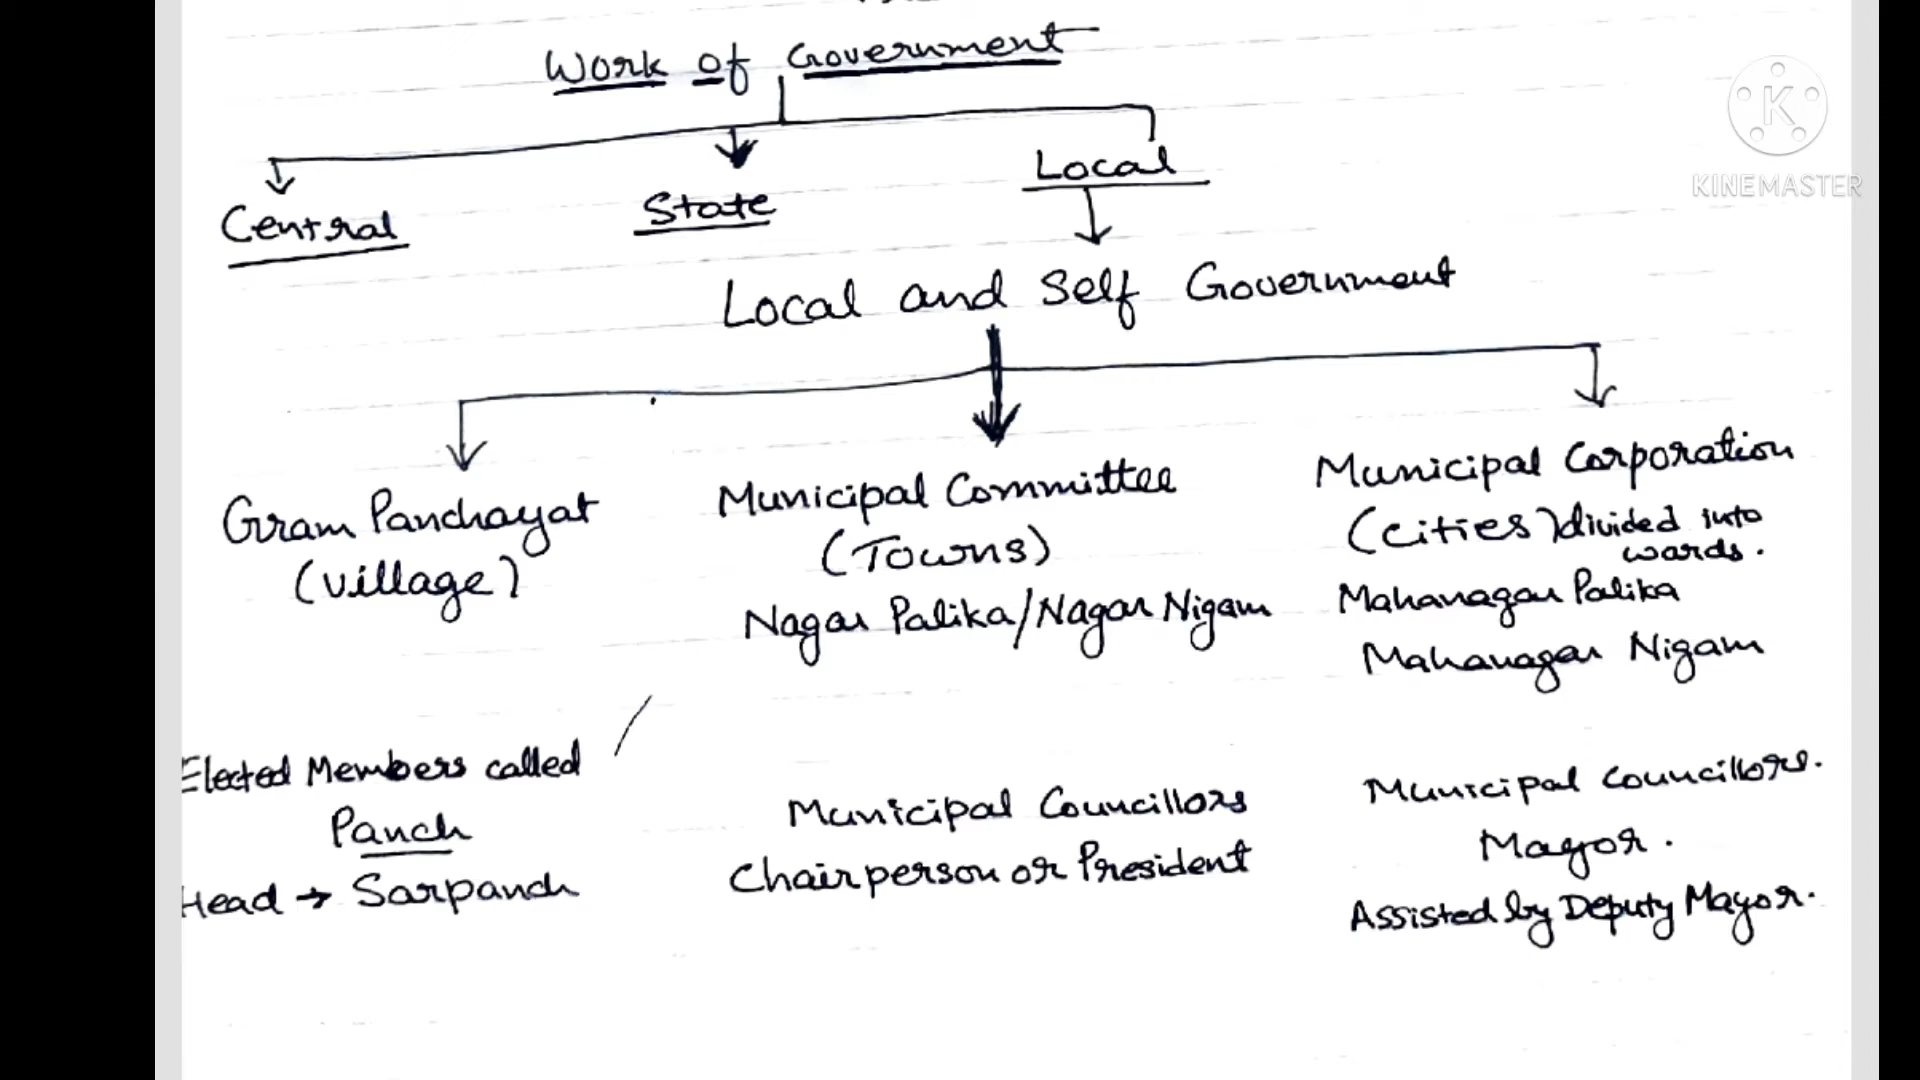 Work of Government
Central
State
Local
Local and Self Government
Gram Panchayat
(village)
Municipal Committee
(Towns)
Nagar Palika/Nagar Nigam
Municipal Corporation
(cities) divided into
wards.
Mahanagar Palika
Mahanagar Nigam
Elected Members called
Panch
Head → Sarpanch
Municipal Councillors
Chairperson or President
Municipal Councillors.
Mayor.
Assisted by Deputy Mayor.
K
KINEMASTER